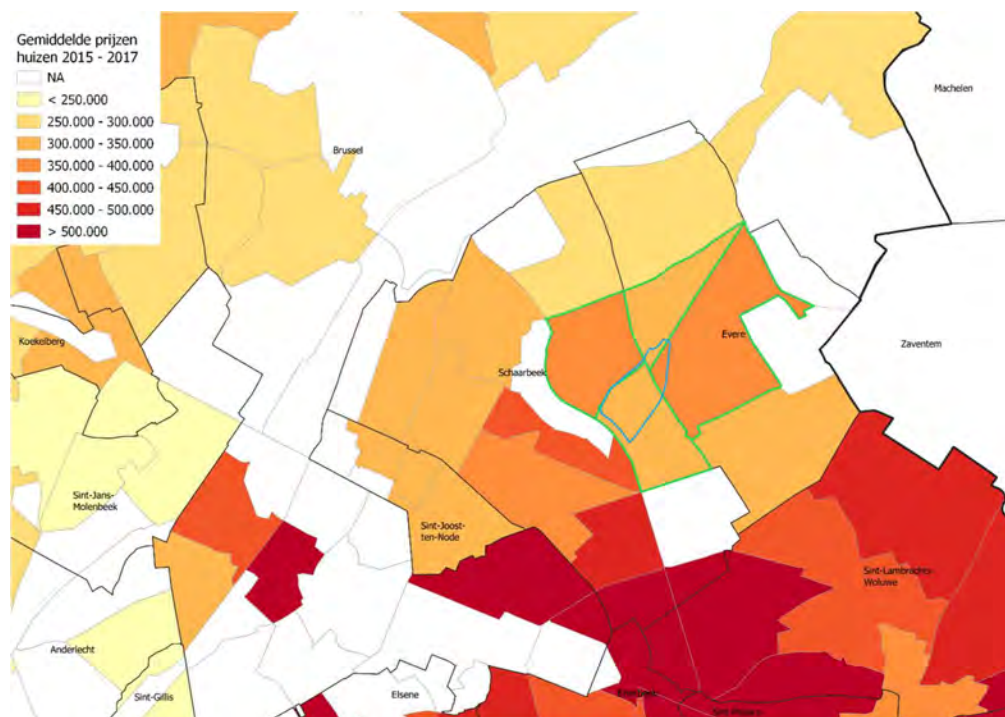 Gemiddelde prijzen
huizen 2015 - 2017
NA
< 250.000
250.000 - 300.000
300.000 - 350.000
350.000 - 400.000
400.000 - 450.000
450.000 - 500.000
> 500.000
Machelen
Brussel
Evere
Koekelberg
Zaventem
Schaarbeek
Sint-Jans-
Molenbeek
Sint-Joost-
ten-Node
Sint-Lambrechts-
Woluwe
Anderlecht
Sint-Gillis
Elsene
Etterbeek